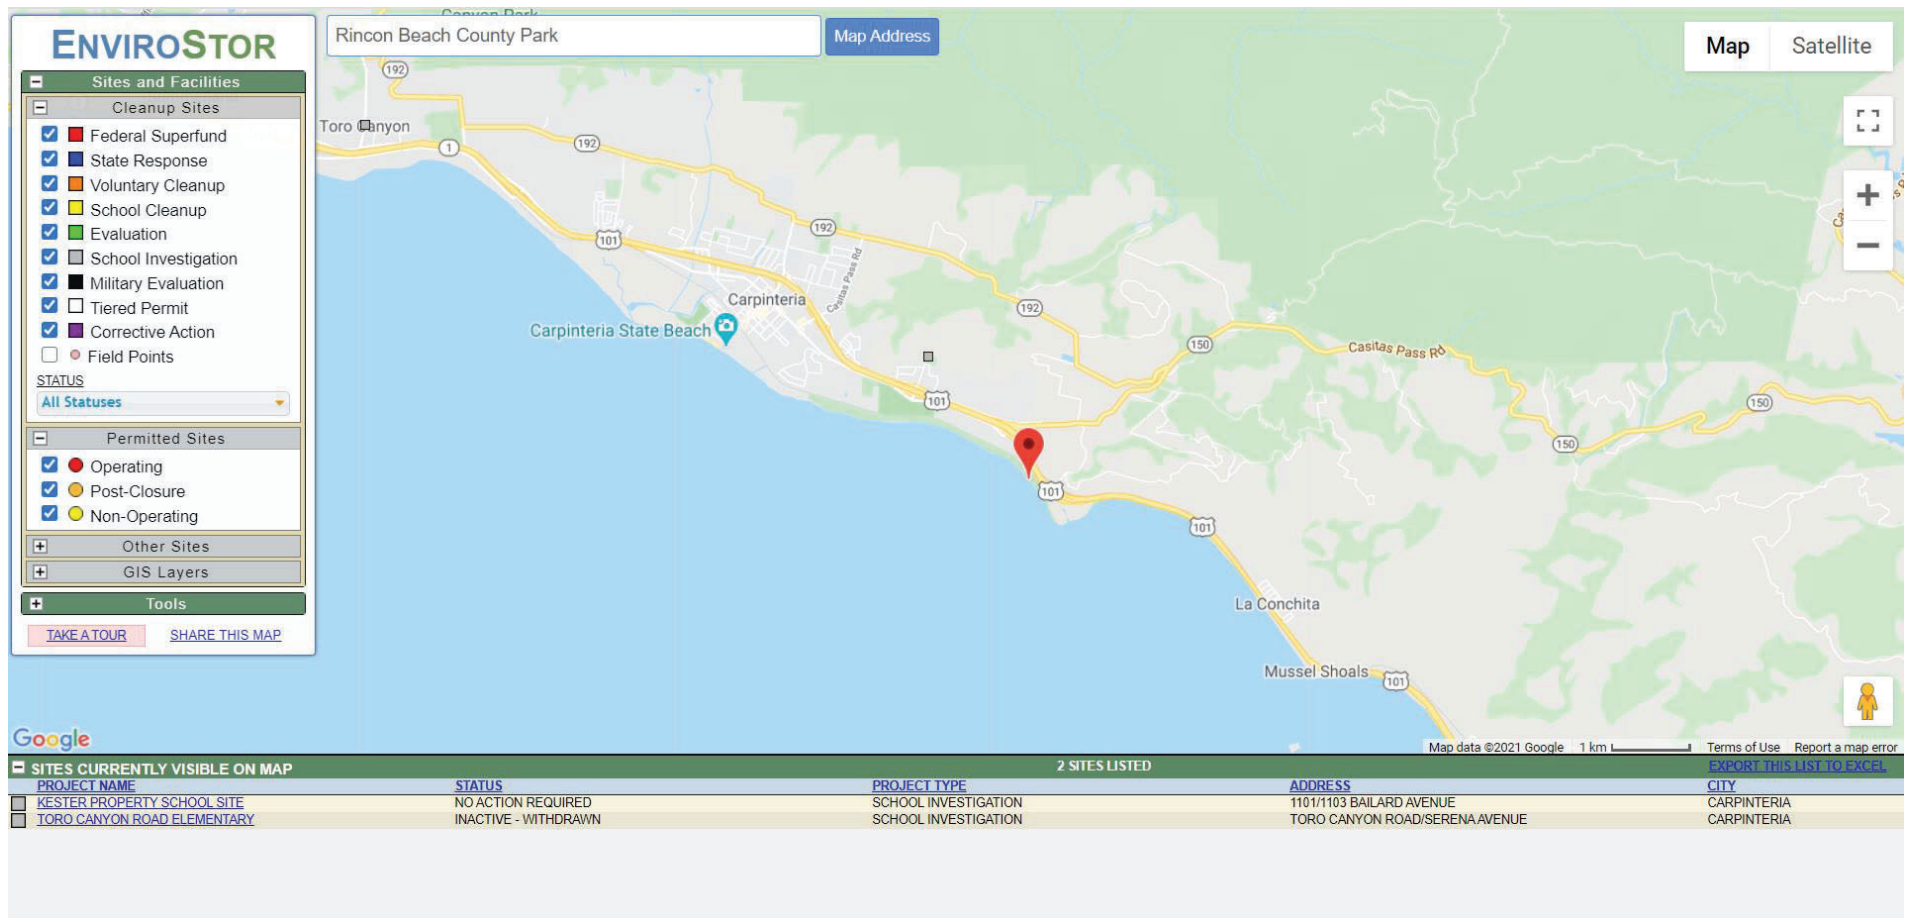 ENVIROSTOR
Sites and Facilities
Cleanup Sites
Federal Superfund
State Response
Voluntary Cleanup
School Cleanup
Evaluation
School Investigation
Military Evaluation
Tiered Permit
Corrective Action
Field Points
STATUS
All Statuses
Permitted Sites
Operating
Post-Closure
Non-Operating
Other Sites
GIS Layers
Tools
TAKE A TOUR SHARE THIS MAP
Rincon Beach County Park
Map Address
Map Satellite
Canyon Park
192
Toro Canyon
1
192
101
192
Casitas Pass Rd
Carpinteria
Carpinteria State Beach
192
150
Casitas Pass Rd
101
150
150
101
101
La Conchita
Mussel Shoals
101
Google
Map data ©2021 Google 1 km Terms of Use Report a map error
SITES CURRENTLY VISIBLE ON MAP 2 SITES LISTED EXPORT THIS LIST TO EXCEL
PROJECT NAME STATUS PROJECT TYPE ADDRESS CITY
KESTER PROPERTY SCHOOL SITE NO ACTION REQUIRED SCHOOL INVESTIGATION 1101/1103 BAILARD AVENUE CARPINTERIA
TORO CANYON ROAD ELEMENTARY INACTIVE - WITHDRAWN SCHOOL INVESTIGATION TORO CANYON ROAD/SERENA AVENUE CARPINTERIA